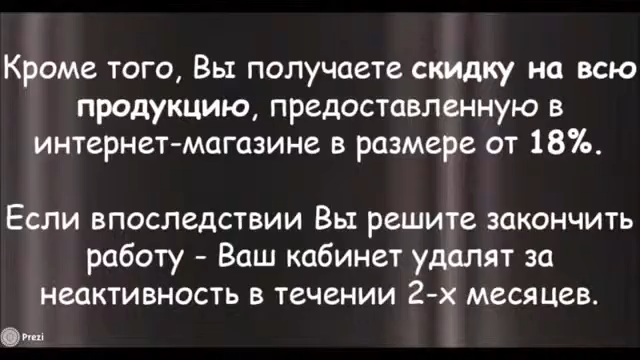 Кроме того, Вы получаете скидку на всю
продукцию, предоставленную в
интернет-магазине в размере от 18%.
Если впоследствии Вы решите закончить
работу - Ваш кабинет удалят за
неактивность в течении 2-х месяцев.
Prezi